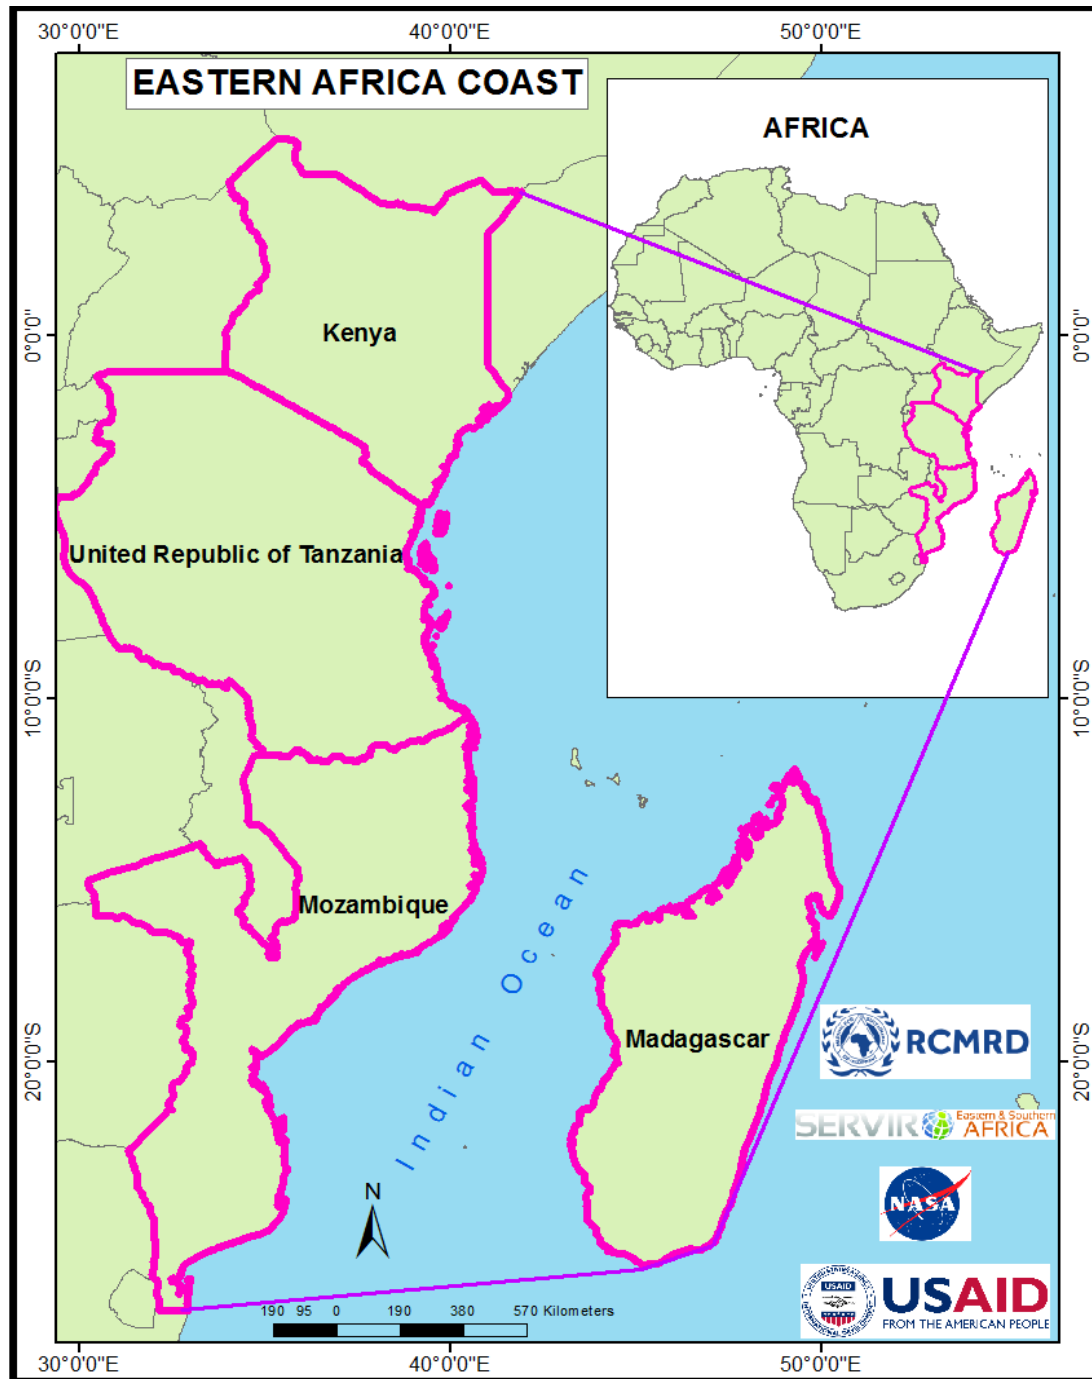 30°0'0"E 40°0'0"E 50°0'0"E
EASTERN AFRICA COAST
AFRICA
0°0'0" 0°0'0"
Kenya
United Republic of Tanzania
10°0'0"S 10°0'0"S
Mozambique
Indian Ocean
Madagascar
RCMRD
20°0'0"S 20°0'0"S
SERVIR Eastern & Southern
AFRICA
N
NASA
USAID
USAID
FROM THE AMERICAN PEOPLE
190 95 0 190 380 570 Kilometers
30°0'0"E 40°0'0"E 50°0'0"E